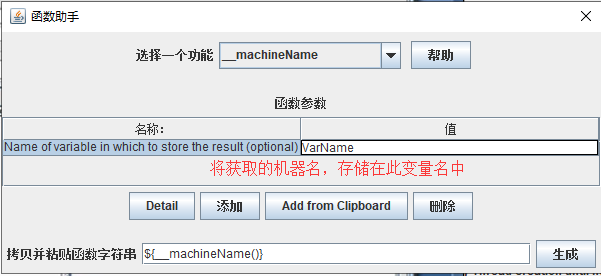 函数助手
选择一个功能 __machineName 帮助
函数参数
名称: 值
Name of variable in which to store the result (optional) VarName
将获取的机器名，存储在此变量名中
Detail 添加 Add from Clipboard 删除
拷贝并粘贴函数字符串 ${__machineName()} 生成